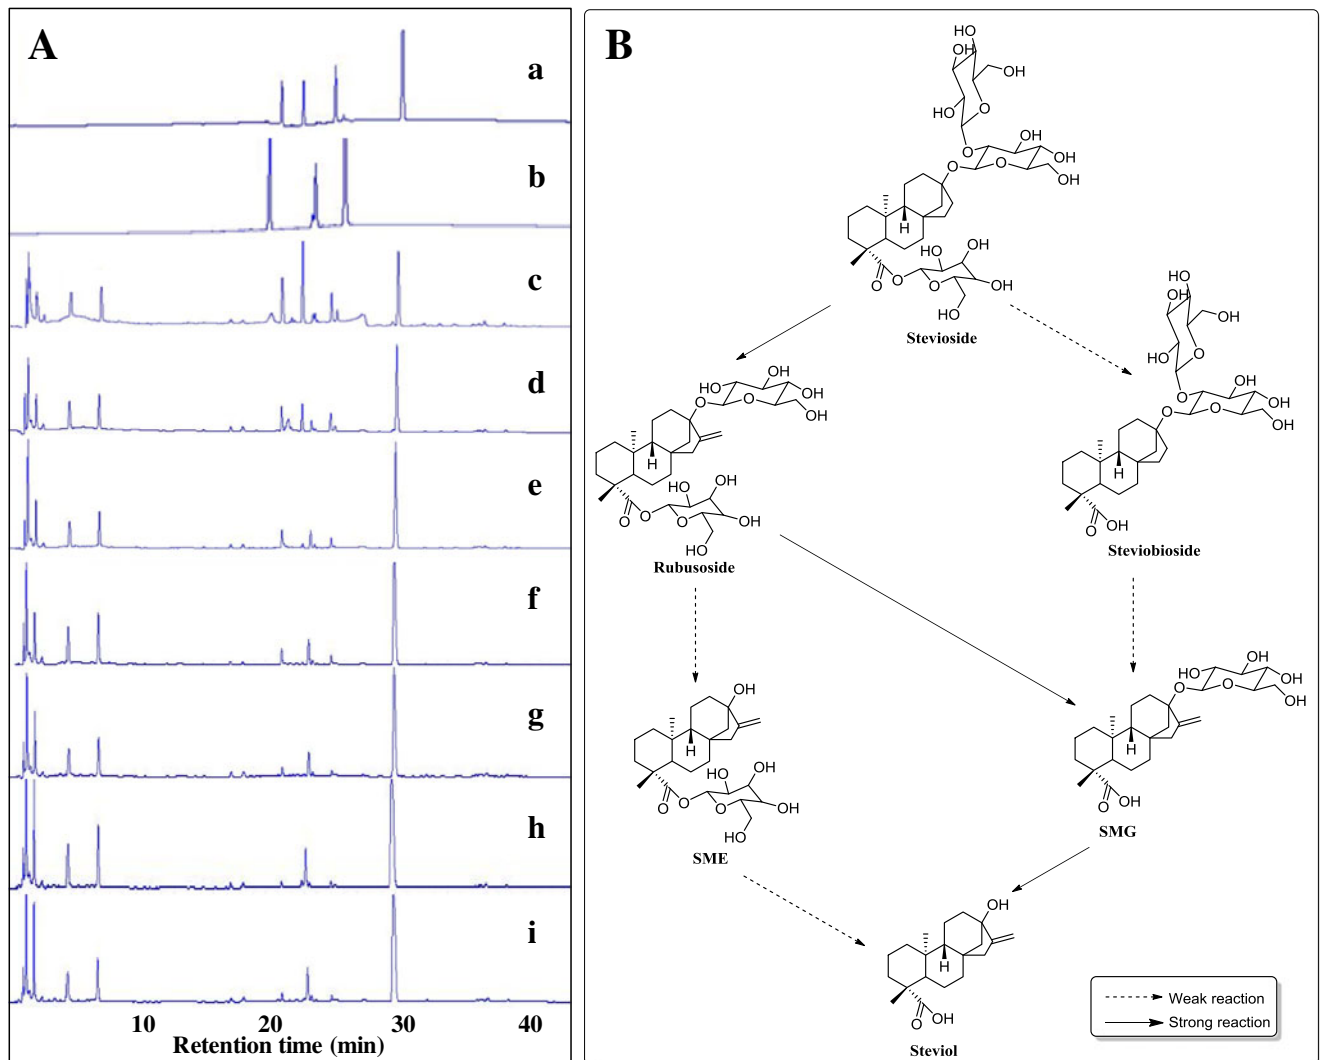 A
a
b
c
d
e
f
g
h
i
10 20 30 40
Retention time (min)
B
HO
OH
OH
HO
O
OH
O
OH
O
O
OH
H
HO
OH
O
O
O
OH
HO
Stevioside
HO
OH
OH
HO
O
OH
O
OH
O
O
OH
H
O
OH
Steviobioside
OH
HO
OH
O
O
OH
H
HO
OH
O
O
O
OH
HO
Rubusoside
OH
H
HO
OH
O
O
O
OH
HO
SME
OH
HO
OH
O
O
OH
H
O
OH
SMG
OH
H
O
OH
Steviol
Weak reaction
Strong reaction